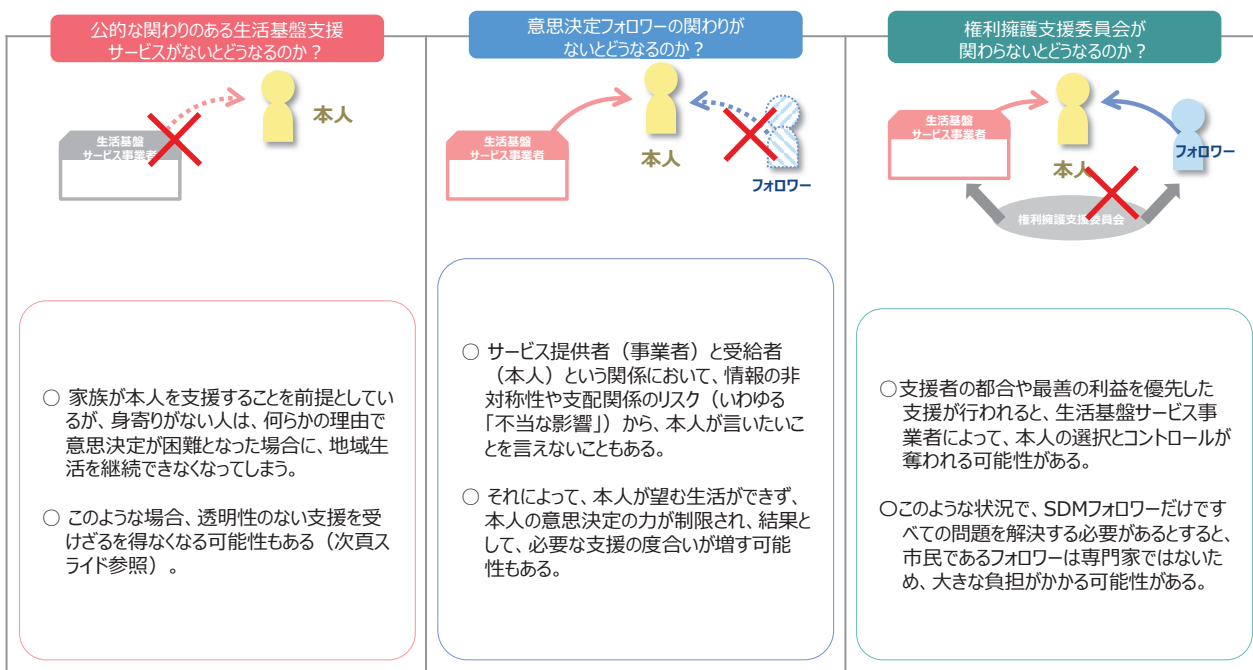 公的な関わりのある生活基盤支援
サービスがないとどうなるのか？
本人
生活基盤
サービス事業者
○ 家族が本人を支援することを前提としてい
るが、身寄りがない人は、何らかの理由で
意思決定が困難となった場合に、地域生
活を継続できなくなってしまう。
○ このような場合、透明性のない支援を受
けざるを得なくなる可能性もある（次頁ス
ライド参照）。
意思決定フォロワーの関わりが
ないとどうなるのか？
生活基盤
サービス事業者
本人
フォロワー
○ サービス提供者（事業者）と受給者
（本人）という関係において、情報の非
対称性や支配関係のリスク（いわゆる
「不当な影響」）から、本人が言いたいこ
とを言えないこともある。
○ それによって、本人が望む生活ができず、
本人の意思決定の力が制限され、結果と
して、必要な支援の度合いが増す可能
性もある。
権利擁護支援委員会が
関わらないとどうなるのか？
生活基盤
サービス事業者
本人
フォロワー
権利擁護支援委員会
○支援者の都合や最善の利益を優先した
支援が行われると、生活基盤サービス事
業者によって、本人の選択とコントロールが
奪われる可能性がある。
○このような状況で、SDMフォロワーだけです
べての問題を解決する必要があるとすると、
市民であるフォロワーは専門家ではないた
め、大きな負担がかかる可能性がある。